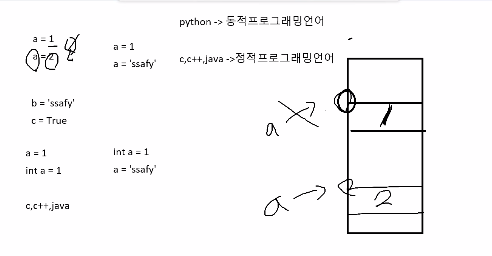 python -> 동적프로그래밍언어
a = 1
a = 2
a = 1
a = 'ssafy'
c,c++,java ->정적프로그래밍언어
b = 'ssafy'
c = True
a = 1
int a = 1
int a = 1
a = 'ssafy'
c,c++,java
a
1
a
2